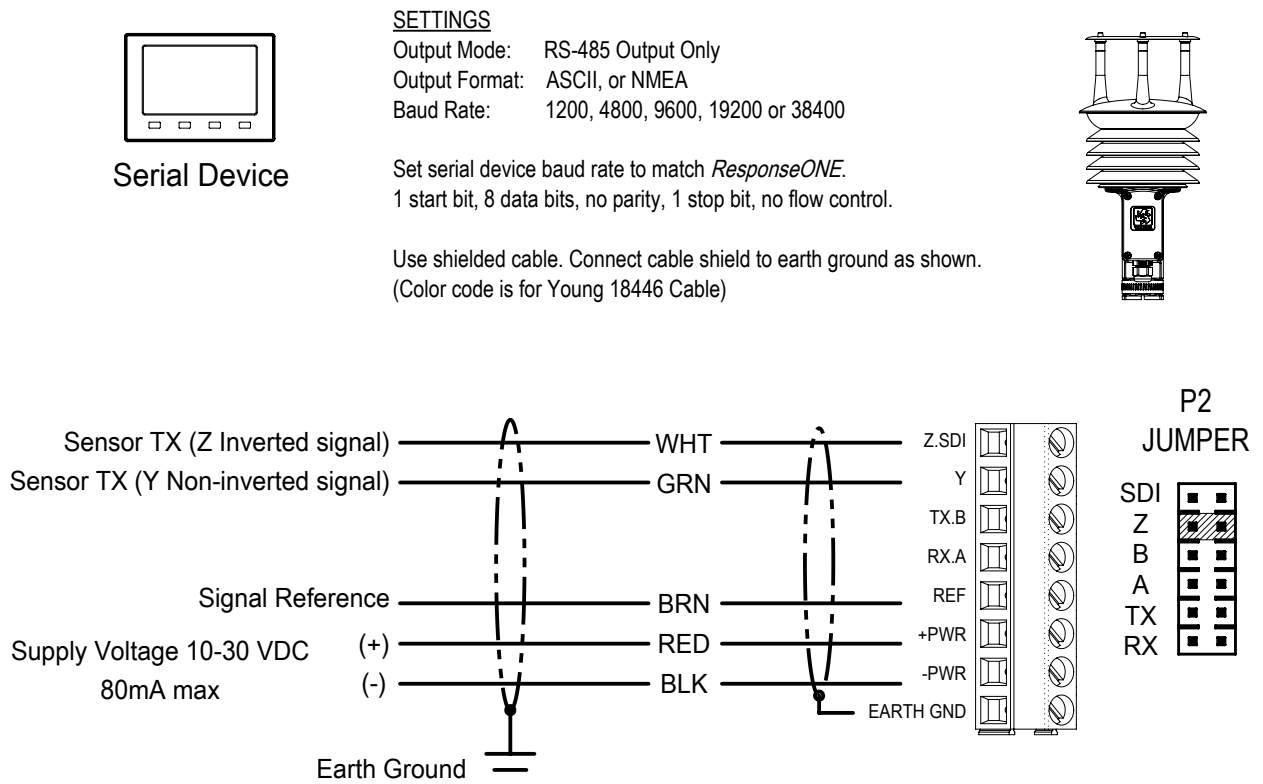 SETTINGS
Output Mode: RS-485 Output Only
Output Format: ASCII, or NMEA
Baud Rate: 1200, 4800, 9600, 19200 or 38400
Serial Device
Set serial device baud rate to match ResponseONE.
1 start bit, 8 data bits, no parity, 1 stop bit, no flow control.
Use shielded cable. Connect cable shield to earth ground as shown.
(Color code is for Young 18446 Cable)
P2
JUMPER
Sensor TX (Z Inverted signal) WHT Z.SDI
Sensor TX (Y Non-inverted signal) GRN Y
TX.B
RX.A
Signal Reference BRN REF
Supply Voltage 10-30 VDC (+) RED +PWR
80mA max (-) BLK -PWR
EARTH GND
Earth Ground
SDI
Z
B
A
TX
RX